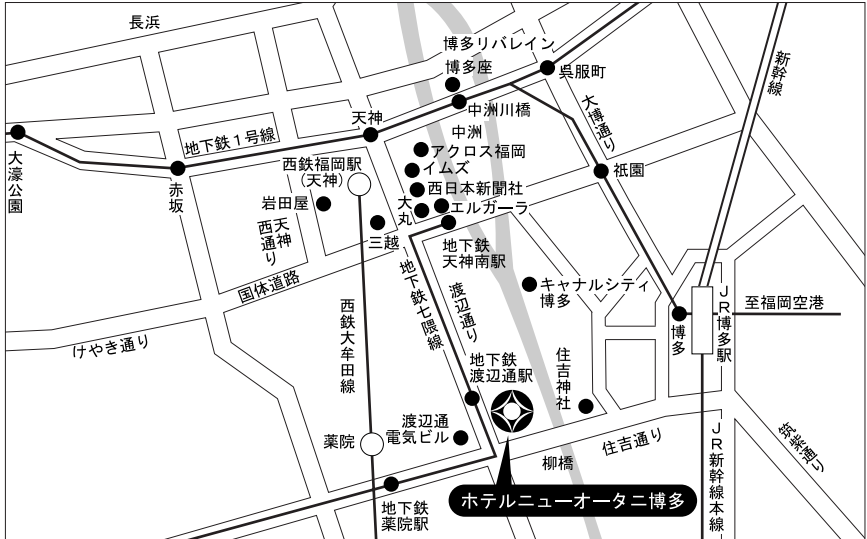 長浜
博多リバレイン
博多座
呉服町
新幹線
中洲川橋
大博通り
天神
地下鉄1号線
中洲
大濠公園
アクロス福岡
赤坂
西鉄福岡駅
(天神)
イムズ
祇園
西日本新聞社
岩田屋
大丸
エルガーラ
三越
天神
西通り
地下鉄
天神南駅
国体道路
地下鉄七隈線
渡辺通り
キャナルシティ
博多
至福岡空港
JR博多駅
博多
けやき通り
西鉄大牟田線
地下鉄
渡辺通駅
住吉神社
薬院
渡辺通
電気ビル
住吉通り
筑紫通り
柳橋
JR新幹線本線
ホテルニューオータニ博多
地下鉄
薬院駅